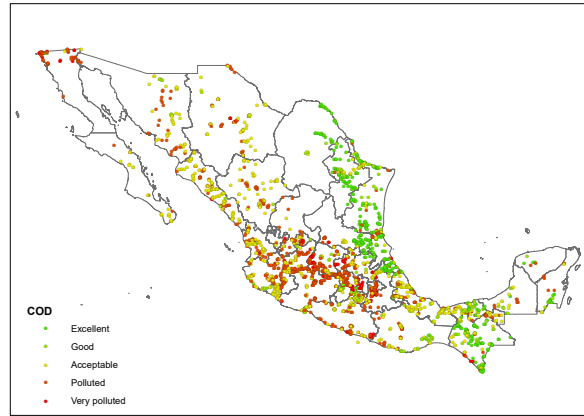 COD
Excellent
Good
Acceptable
Polluted
Very polluted